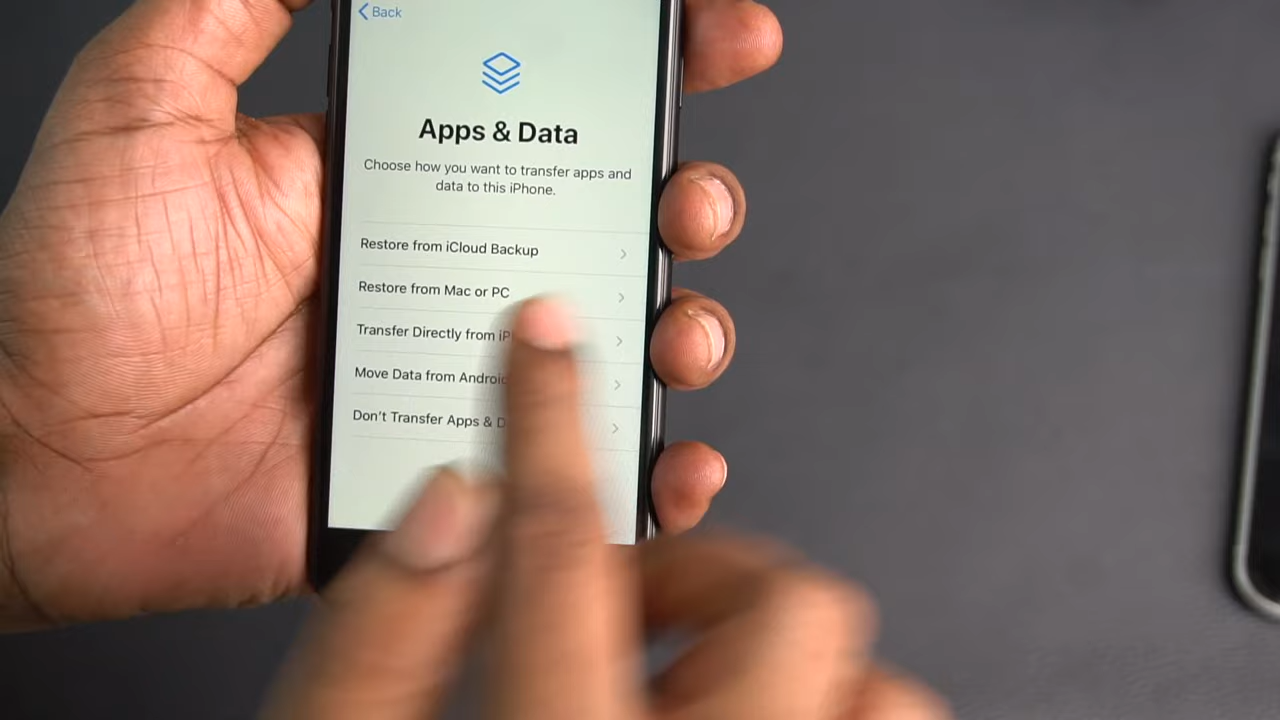 Back
Apps & Data
Choose how you want to transfer apps and
data to this iPhone.
Restore from iCloud Backup
Restore from Mac or PC
Transfer Directly from
Move Data from
Don't Transfer Apps &